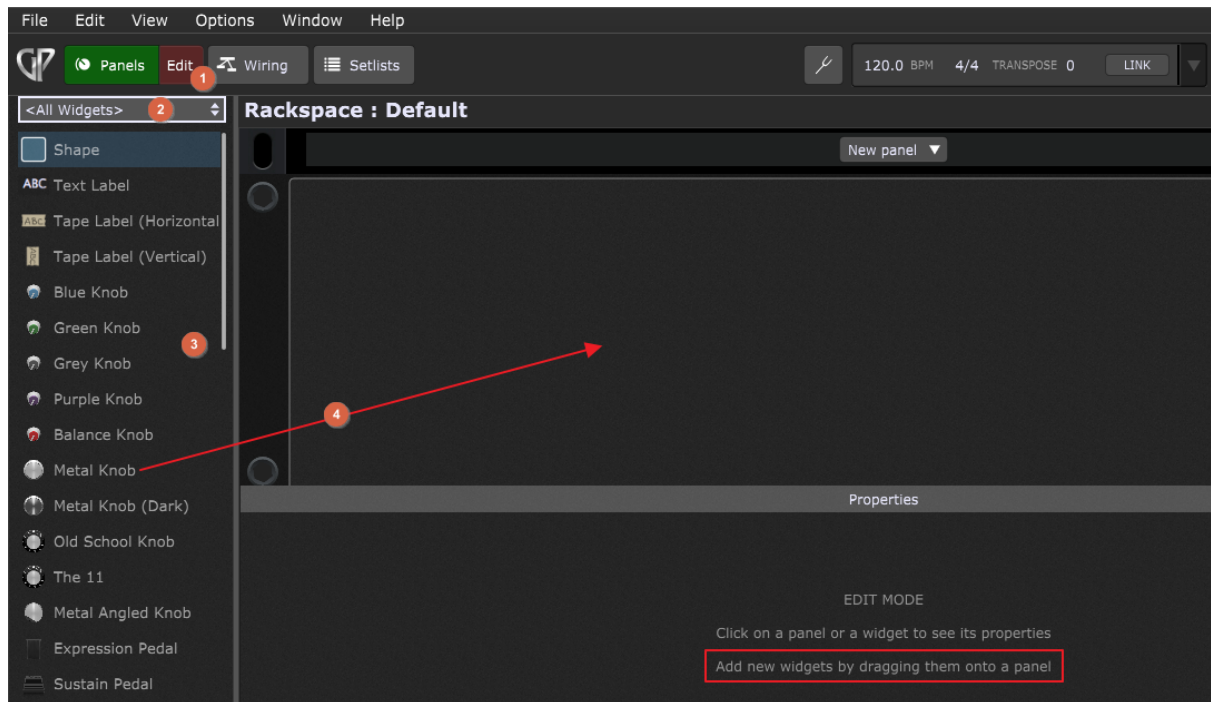 File Edit View Options Window Help
GP Panels Edit Wiring Setlists 120.0 BPM 4/4 TRANSPOSE 0 LINK
1
<All Widgets> 2
Rackspace : Default
New panel
Shape
ABC Text Label
ABC Tape Label (Horizontal
Tape Label (Vertical)
Blue Knob
Green Knob
3
Grey Knob
Purple Knob
4
Balance Knob
Metal Knob
Metal Knob (Dark)
Old School Knob
The 11
Metal Angled Knob
Expression Pedal
Sustain Pedal
Properties
EDIT MODE
Click on a panel or a widget to see its properties
Add new widgets by dragging them onto a panel